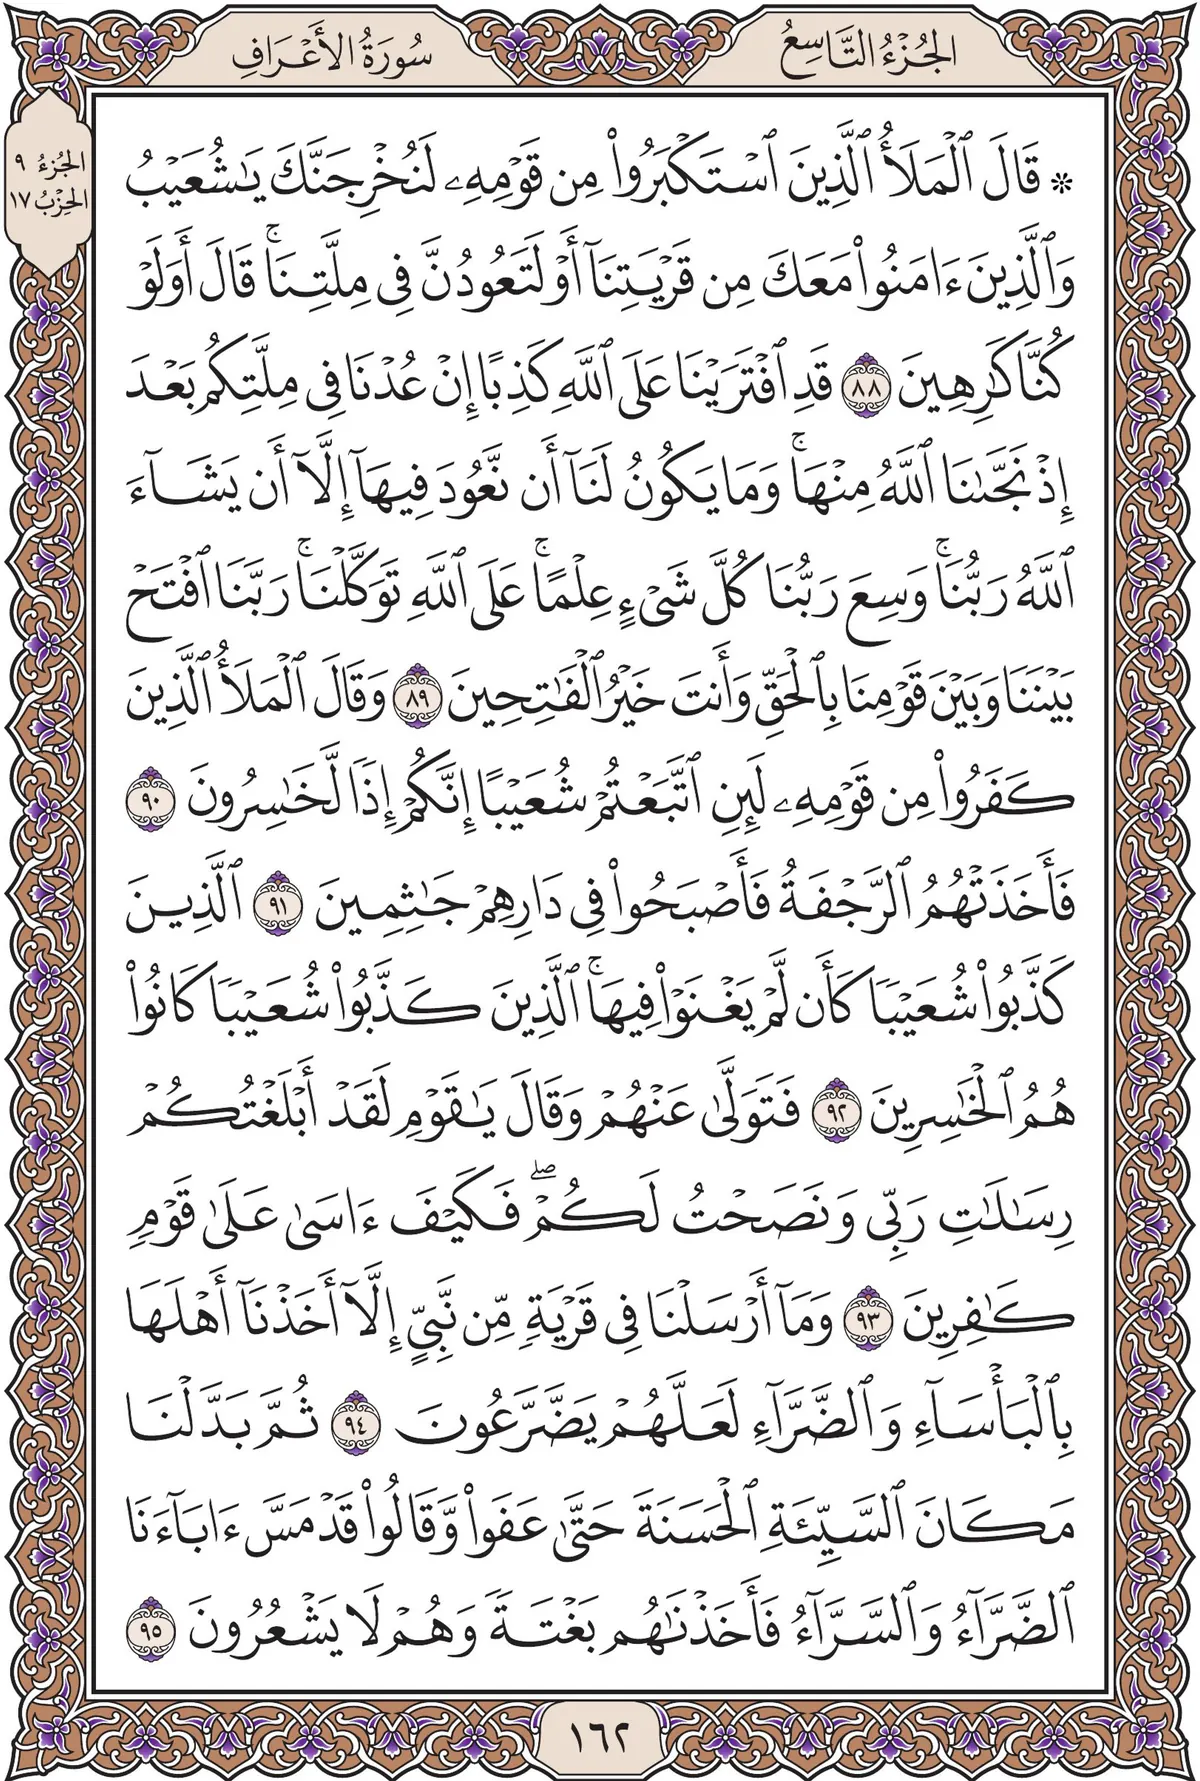 الجُزْءُ التَّاسِعُ
سُورَةُ الأَعْرَافِ
الجُزْءُ ٩
الحِزْبُ ١٧
۞ قَالَ ٱلْمَلَأُ ٱلَّذِينَ ٱسْتَكْبَرُوا۟ مِن قَوْمِهِۦ لَنُخْرِجَنَّكَ يَـٰشُعَيْبُ
وَٱلَّذِينَ ءَامَنُوا۟ مَعَكَ مِن قَرْيَتِنَآ أَوْ لَتَعُودُنَّ فِى مِلَّتِنَا ۚ قَالَ أَوَلَوْ
كُنَّا كَـٰرِهِينَ ٨٨ قَدِ ٱفْتَرَيْنَا عَلَى ٱللَّهِ كَذِبًا إِنْ عُدْنَا فِى مِلَّتِكُم بَعْدَ
إِذْ نَجَّىٰنَا ٱللَّهُ مِنْهَا ۚ وَمَا يَكُونُ لَنَآ أَن نَّعُودَ فِيهَآ إِلَّآ أَن يَشَآءَ
ٱللَّهُ رَبُّنَا ۚ وَسِعَ رَبُّنَا كُلَّ شَىْءٍ عِلْمًا ۚ عَلَى ٱللَّهِ تَوَكَّلْنَا ۚ رَبَّنَا ٱفْتَحْ
بَيْنَنَا وَبَيْنَ قَوْمِنَا بِٱلْحَقِّ وَأَنتَ خَيْرُ ٱلْفَـٰتِحِينَ ٨٩ وَقَالَ ٱلْمَلَأُ ٱلَّذِينَ
كَفَرُوا۟ مِن قَوْمِهِۦ لَئِنِ ٱتَّبَعْتُمْ شُعَيْبًا إِنَّكُمْ إِذًا لَّخَـٰسِرُونَ ٩٠
فَأَخَذَتْهُمُ ٱلرَّجْفَةُ فَأَصْبَحُوا۟ فِى دَارِهِمْ جَـٰثِمِينَ ٩١ ٱلَّذِينَ
كَذَّبُوا۟ شُعَيْبًا كَأَن لَّمْ يَغْنَوْا۟ فِيهَا ۚ ٱلَّذِينَ كَذَّبُوا۟ شُعَيْبًا كَانُوا۟
هُمُ ٱلْخَـٰسِرِينَ ٩٢ فَتَوَلَّىٰ عَنْهُمْ وَقَالَ يَـٰقَوْمِ لَقَدْ أَبْلَغْتُكُمْ
رِسَـٰلَـٰتِ رَبِّى وَنَصَحْتُ لَكُمْ ۖ فَكَيْفَ ءَاسَىٰ عَلَىٰ قَوْمٍ
كَـٰفِرِينَ ٩٣ وَمَآ أَرْسَلْنَا فِى قَرْيَةٍ مِّن نَّبِىٍّ إِلَّآ أَخَذْنَآ أَهْلَهَا
بِٱلْبَأْسَآءِ وَٱلضَّرَّآءِ لَعَلَّهُمْ يَضَّرَّعُونَ ٩٤ ثُمَّ بَدَّلْنَا
مَكَانَ ٱلسَّيِّئَةِ ٱلْحَسَنَةَ حَتَّىٰ عَفَوا۟ وَّقَالُوا۟ قَدْ مَسَّ ءَابَآءَنَا
ٱلضَّرَّآءُ وَٱلسَّرَّآءُ فَأَخَذْنَـٰهُم بَغْتَةً وَهُمْ لَا يَشْعُرُونَ ٩٥
١٦٢